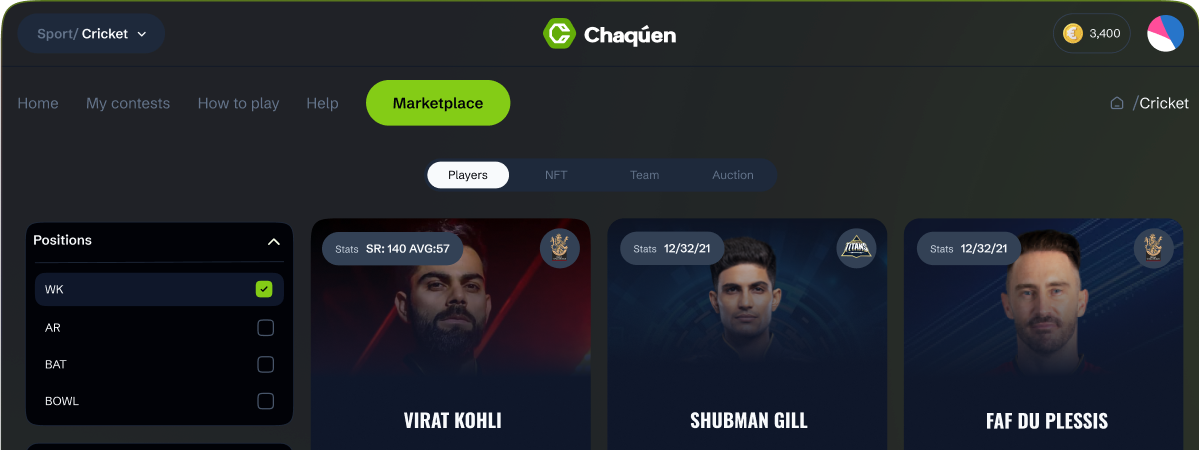 Sport/ Cricket
Chaqúen
3,400
Home My contests How to play Help Marketplace
/Cricket
Players NFT Team Auction
Positions
WK
AR
BAT
BOWL
Stats SR: 140 AVG:57
VIRAT KOHLI
Stats 12/32/21
TITANS
SHUBMAN GILL
Stats 12/32/21
FAF DU PLESSIS